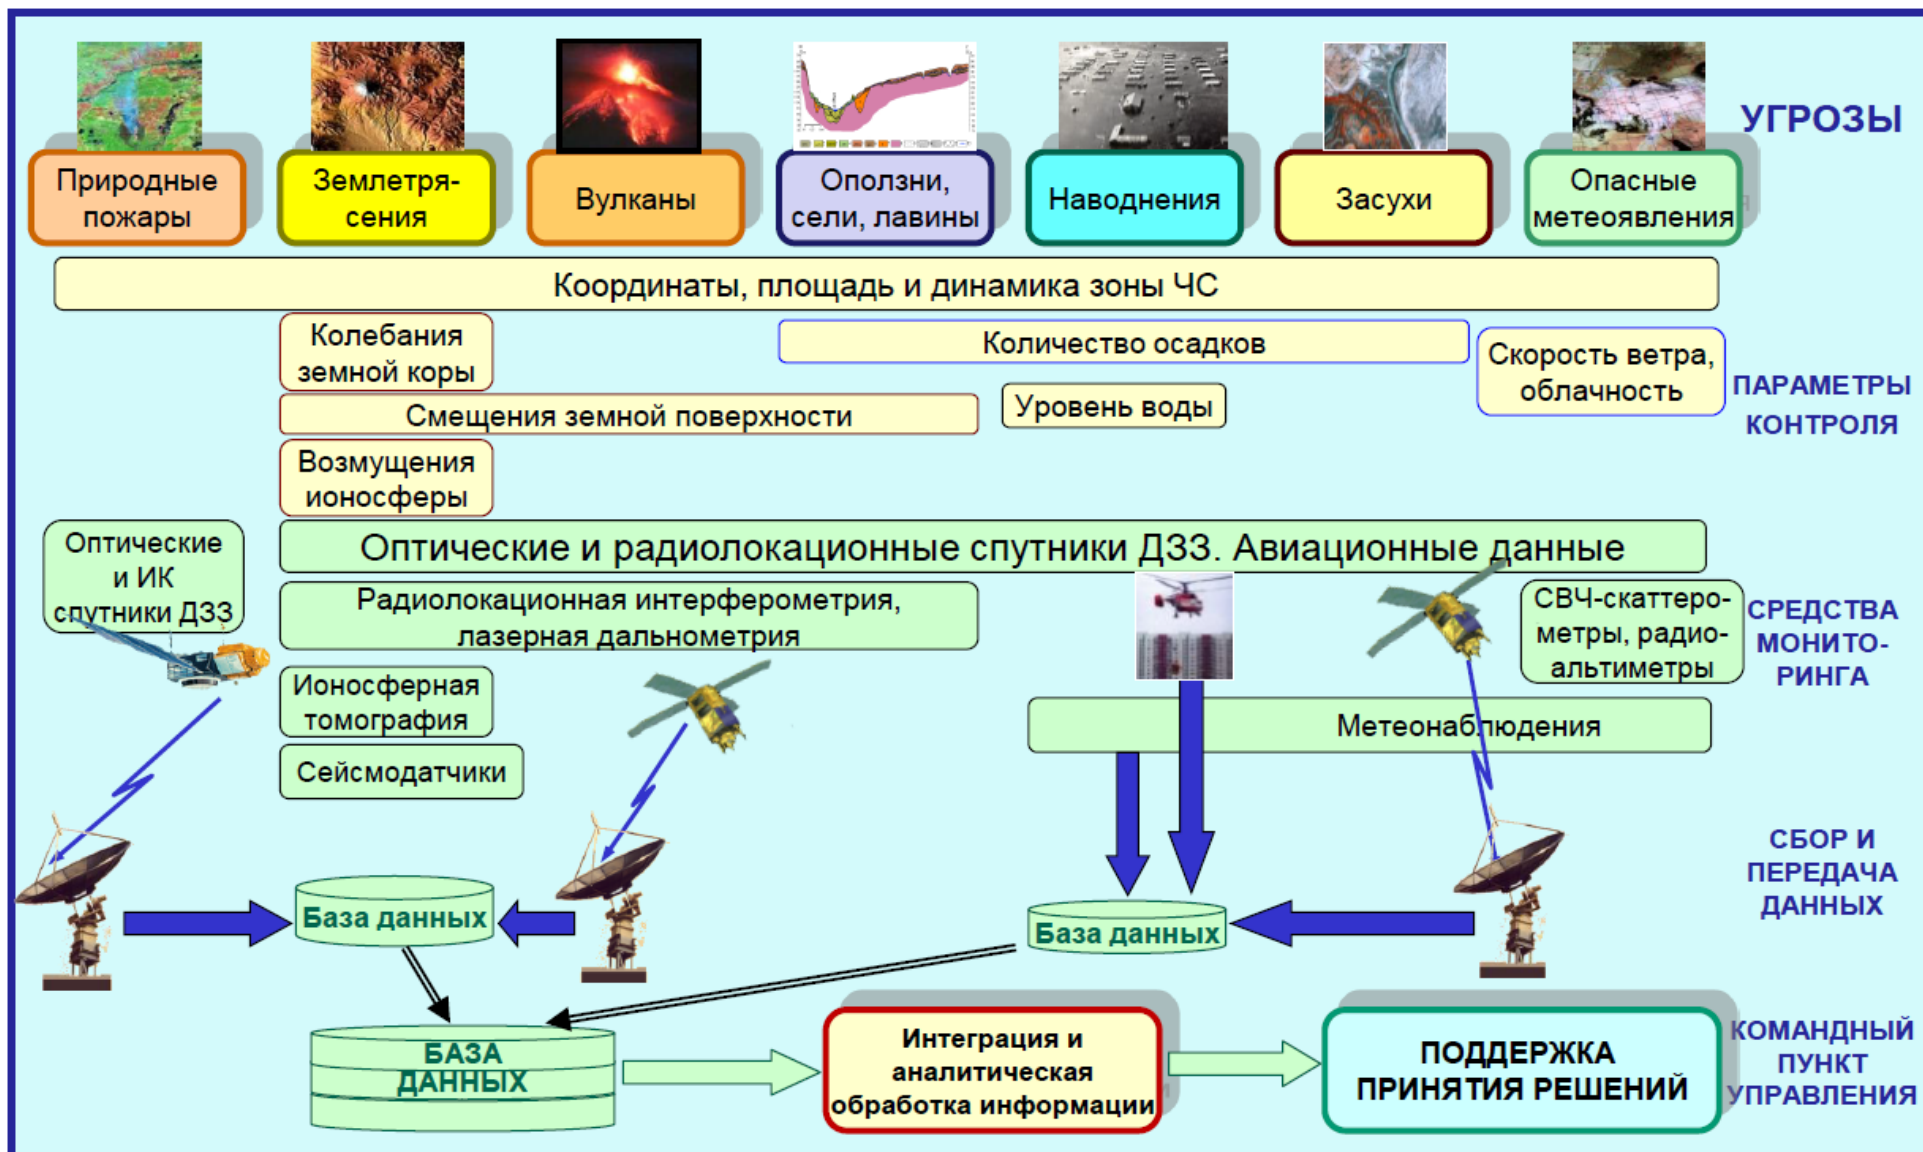 УГРОЗЫ
Природные
пожары
Землетря-
сения
Вулканы
Оползни,
сели, лавины
Наводнения
Засухи
Опасные
метеоявления
Координаты, площадь и динамика зоны ЧС
Колебания
земной коры
Количество осадков
Скорость ветра,
облачность
ПАРАМЕТРЫ
КОНТРОЛЯ
Смещения земной поверхности
Уровень воды
Возмущения
ионосферы
Оптические
и ИК
спутники ДЗЗ
Оптические и радиолокационные спутники ДЗЗ. Авиационные данные
Радиолокационная интерферометрия,
лазерная дальнометрия
СВЧ-скаттеро-
метры, радио-
альтиметры
СРЕДСТВА
МОНИТО-
РИНГА
Ионосферная
томография
Метеонаблюдения
Сейсмодатчики
СБОР И
ПЕРЕДАЧА
ДАННЫХ
База данных
База данных
БАЗА
ДАННЫХ
Интеграция и
аналитическая
обработка информации
ПОДДЕРЖКА
ПРИНЯТИЯ РЕШЕНИЙ
КОМАНДНЫЙ
ПУНКТ
УПРАВЛЕНИЯ